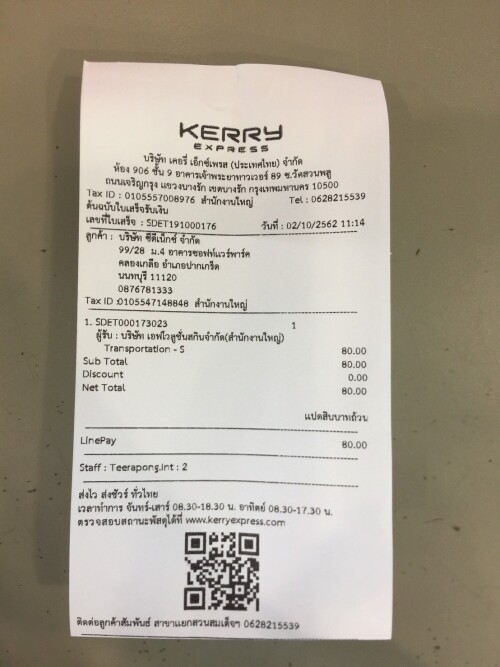 KERRY
EXPRESS
บริษัท เคอรี่ เอ็กซ์เพรส (ประเทศไทย) จำกัด
ห้อง 906 ชั้น 9 อาคารเจ้าพระยาทาวเวอร์ 89 ซ.วัดสวนพลู
ถนนเจริญกรุง แขวงบางรัก เขตบางรัก กรุงเทพมหานคร 10500
Tax ID : 0105557008976 สำนักงานใหญ่ Tel : 0628215539
ต้นฉบับใบเสร็จรับเงิน
เลขที่ใบเสร็จ : SDET191000176 วันที่ : 02/10/2562 11:14
ลูกค้า : บริษัท ซีดีเน็กซ์ จำกัด
99/28 ม.4 อาคารซอฟท์แวร์พาร์ค
คลองเกลือ อำเภอปากเกร็ด
นนทบุรี 11120
0876781333
Tax ID :0105547148848 สำนักงานใหญ่
1. SDET000173023 1
ผู้รับ : บริษัท เอฟโวลูชั่นสกินจำกัด(สำนักงานใหญ่)
Transportation - S 80.00
Sub Total 80.00
Discount 0.00
Net Total 80.00
แปดสิบบาทถ้วน
LinePay 80.00
Staff : Teerapong.Int : 2
ส่งไว ส่งชัวร์ ทั่วไทย
เวลาทำการ จันทร์-เสาร์ 08.30-18.30 น. อาทิตย์ 08.30-17.30 น.
ตรวจสอบสถานะพัสดุได้ที่ www.kerryexpress.com
ติดต่อลูกค้าสัมพันธ์ สาขาแยกสวนสมเด็จฯ 0628215539